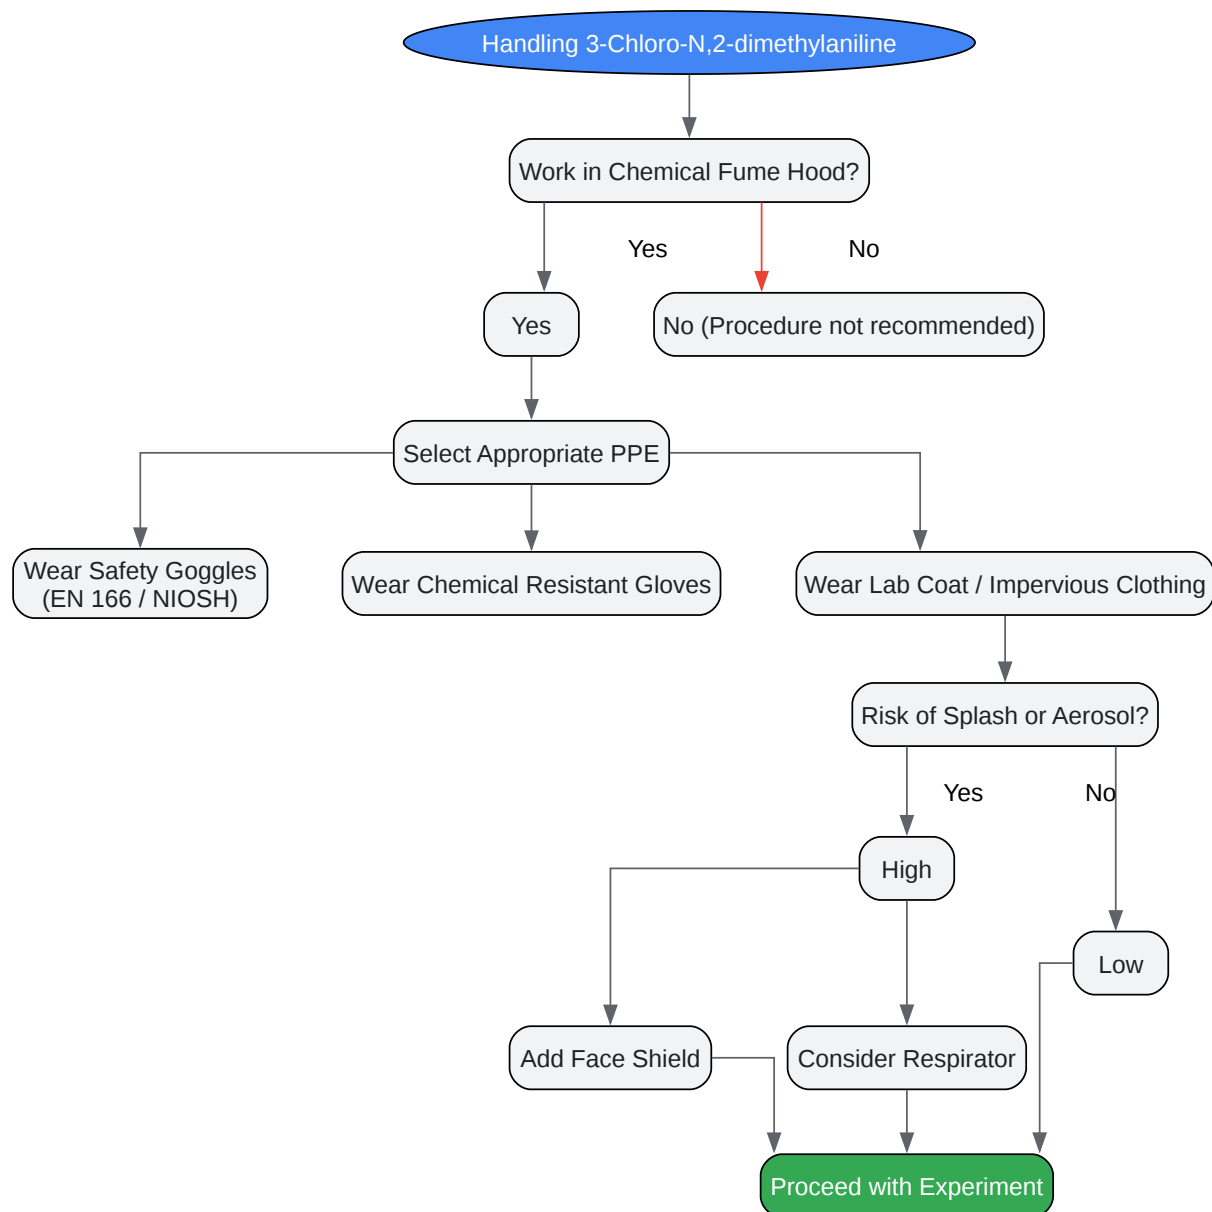 Handling 3-Chloro-N,2-dimethylaniline
Work in Chemical Fume Hood?
Yes
No
Yes
No (Procedure not recommended)
Select Appropriate PPE
Wear Safety Goggles
(EN 166 / NIOSH)
Wear Chemical Resistant Gloves
Wear Lab Coat / Impervious Clothing
Risk of Splash or Aerosol?
Yes
No
High
Low
Add Face Shield
Consider Respirator
Proceed with Experiment